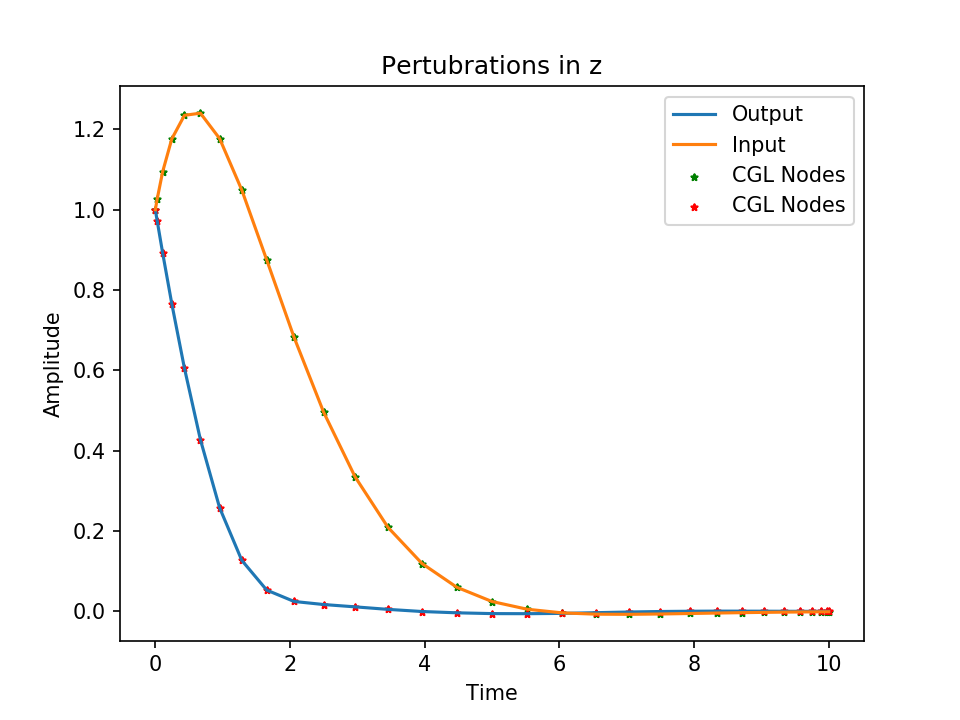 Pertubrations in z
Output
Input
CGL Nodes
CGL Nodes
Amplitude
1.2
1.0
0.8
0.6
0.4
0.2
0.0
0 2 4 6 8 10
Time